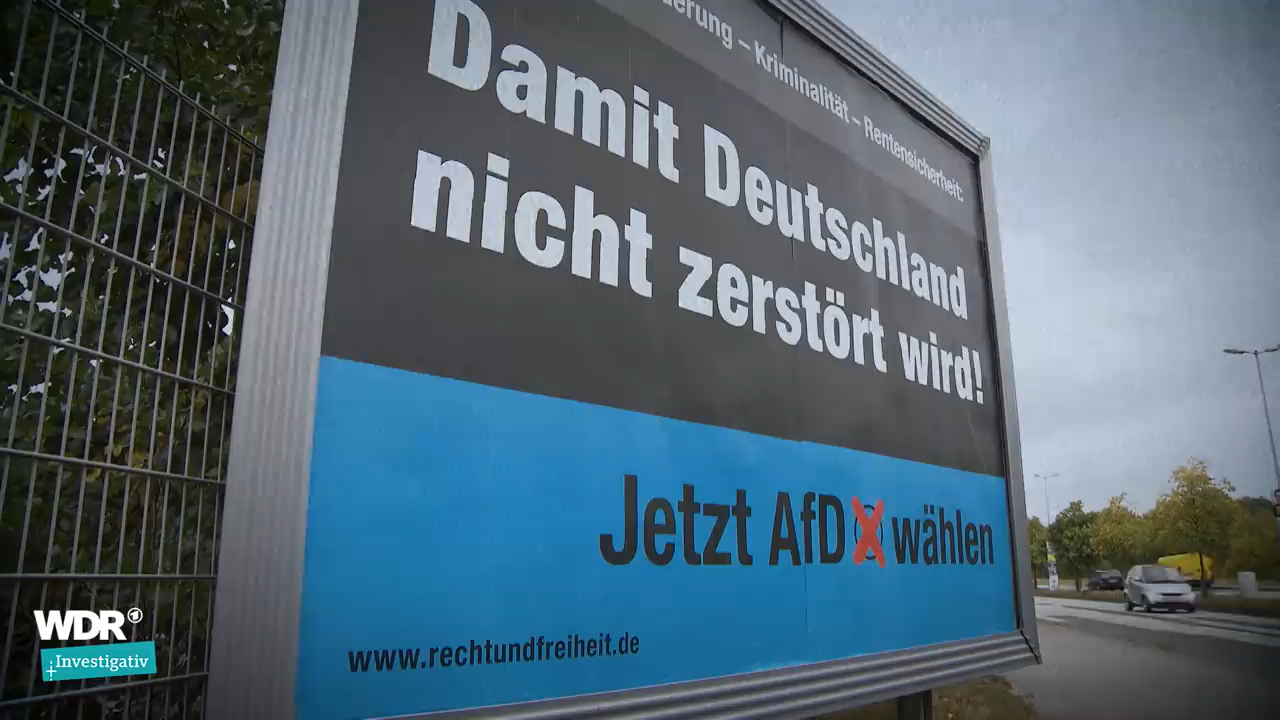 – Kriminalität – Rentensicherheit:
Damit Deutschland
nicht zerstört wird!
Jetzt AfD wählen
www.rechtundfreiheit.de
WDR
Investigativ